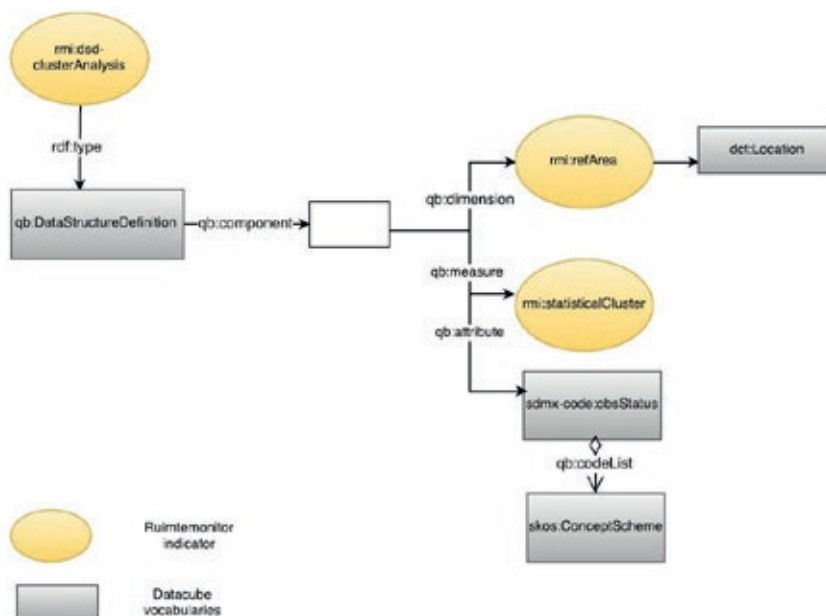 rmi:dsd-
clusterAnalysis
rdf:type
qb:DataStructureDefinition
qb:component
qb:dimension
rmi:refArea
dct:Location
qb:measure
rmi:statisticalCluster
qb:attribute
sdmx-code:obsStatus
qb:codeList
skos:ConceptScheme
Ruimtemonitor
indicator
Datacube
vocabularies